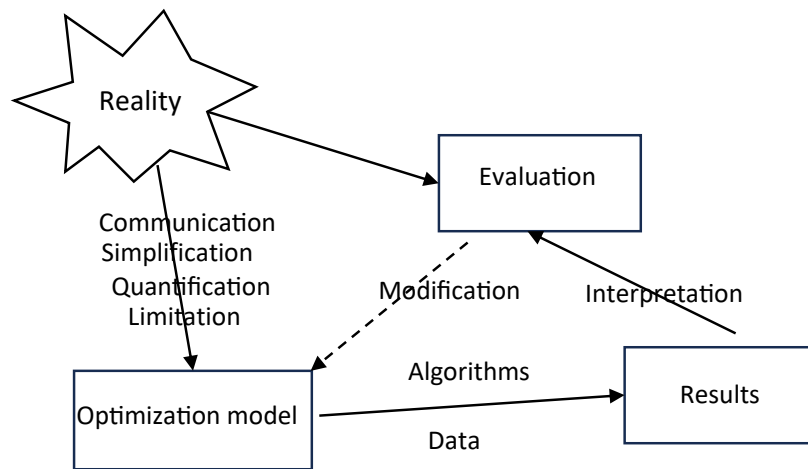 Reality
Evaluation
Communication
Simplification
Quantification
Limitation
Modification
Interpretation
Algorithms
Optimization model
Results
Data